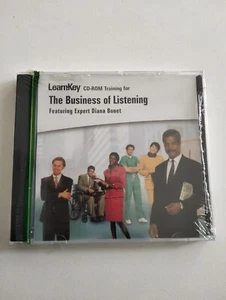 LearnKey CD-ROM Training for
The Business of Listening
Featuring Expert Diana Bonet